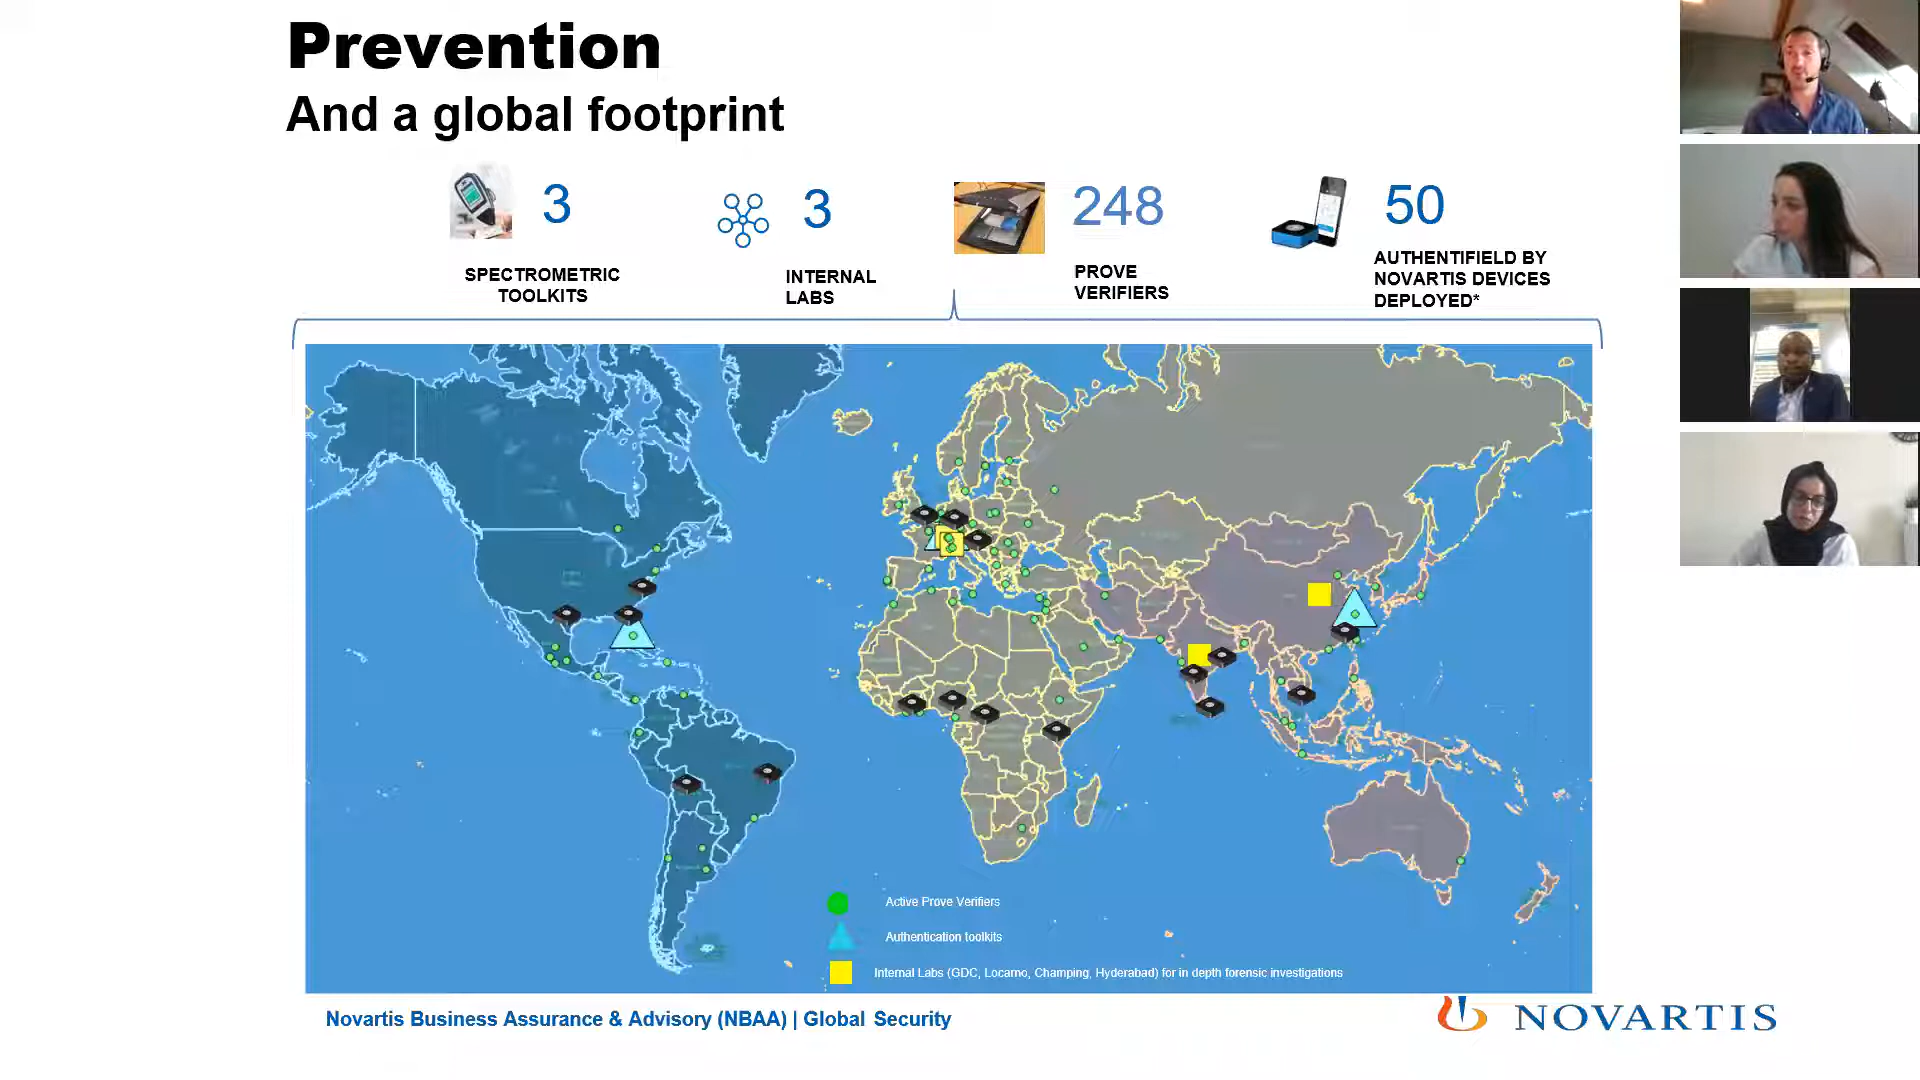 Prevention
And a global footprint
3
3
248
50
SPECTROMETRIC
TOOLKITS
INTERNAL
LABS
PROVE
VERIFIERS
AUTHENTIFIELD BY
NOVARTIS DEVICES
DEPLOYED*
Active Prove Verifiers
Authentication toolkits
Internal Labs (GDC, Locarno, Champing, Hyderabad) for in depth forensic investigations
Novartis Business Assurance & Advisory (NBAA) | Global Security
NOVARTIS